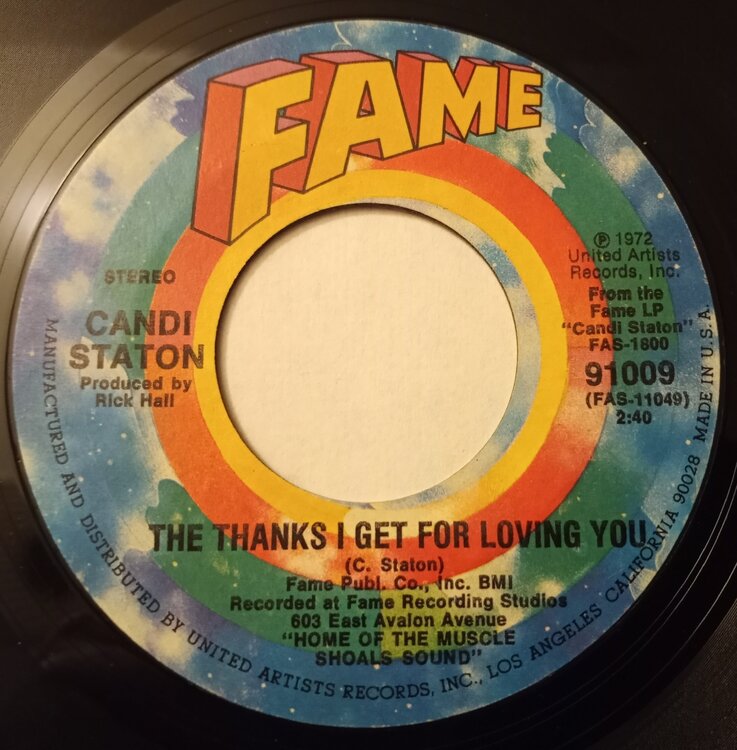 FAME
STEREO
CANDI
STATON
Produced by
Rick Hall
℗ 1972
United Artists
Records, Inc.
From the
Fame LP
"Candi Staton"
FAS-1800
91009
(FAS-11049)
2:40
THE THANKS I GET FOR LOVING YOU
(C. Staton)
Fame Publ. Co., Inc. BMI
Recorded at Fame Recording Studios
603 East Avalon Avenue
"HOME OF THE MUSCLE
SHOALS SOUND"
MANUFACTURED AND DISTRIBUTED BY UNITED ARTISTS RECORDS, INC., LOS ANGELES CALIFORNIA 90028 MADE IN U.S.A.